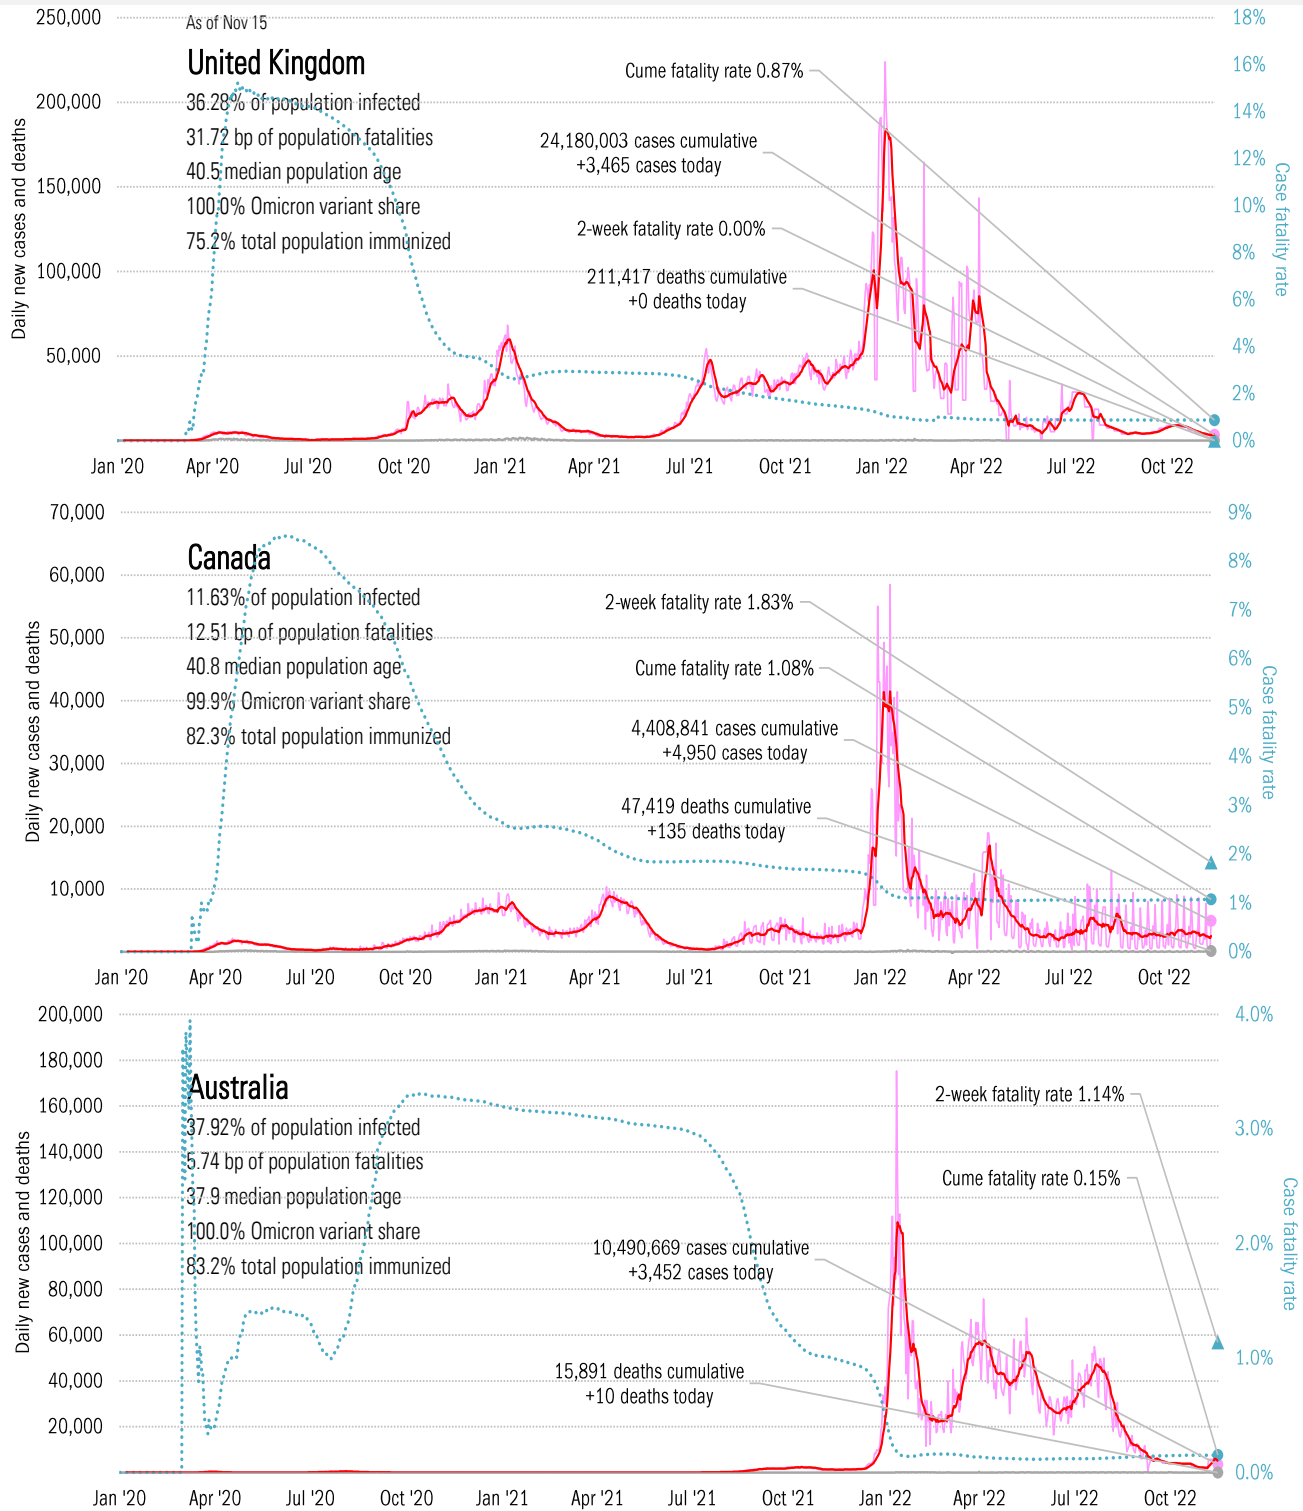 250,000
As of Nov 15
18%
United Kingdom
16%
Cume fatality rate 0.87%
36.28% of population infected
200,000
14%
31.72 bp of population fatalities
24,180,003 cases cumulative
+3,465 cases today
12%
40.5 median population age
150,000
100.0% Omicron variant share
10%
2-week fatality rate 0.00%
75.2% total population immunized
8%
100,000
211,417 deaths cumulative
+0 deaths today
6%
50,000
4%
2%
0%
Daily new cases and deaths
Case fatality rate
Jan '20 Apr '20 Jul '20 Oct '20 Jan '21 Apr '21 Jul '21 Oct '21 Jan '22 Apr '22 Jul '22 Oct '22
70,000
9%
Canada
8%
60,000
11.63% of population infected
2-week fatality rate 1.83%
7%
12.51 bp of population fatalities
50,000
40.8 median population age
Cume fatality rate 1.08%
6%
99.9% Omicron variant share
40,000
5%
4,408,841 cases cumulative
+4,950 cases today
82.3% total population immunized
4%
30,000
47,419 deaths cumulative
+135 deaths today
3%
20,000
2%
10,000
1%
0%
Daily new cases and deaths
Case fatality rate
Jan '20 Apr '20 Jul '20 Oct '20 Jan '21 Apr '21 Jul '21 Oct '21 Jan '22 Apr '22 Jul '22 Oct '22
200,000
4.0%
180,000
Australia
2-week fatality rate 1.14%
160,000
37.92% of population infected
3.0%
140,000
5.74 bp of population fatalities
Cume fatality rate 0.15%
120,000
37.9 median population age
100.0% Omicron variant share
100,000
2.0%
10,490,669 cases cumulative
+3,452 cases today
83.2% total population immunized
80,000
60,000
1.0%
15,891 deaths cumulative
+10 deaths today
40,000
20,000
0.0%
Daily new cases and deaths
Case fatality rate
Jan '20 Apr '20 Jul '20 Oct '20 Jan '21 Apr '21 Jul '21 Oct '21 Jan '22 Apr '22 Jul '22 Oct '22